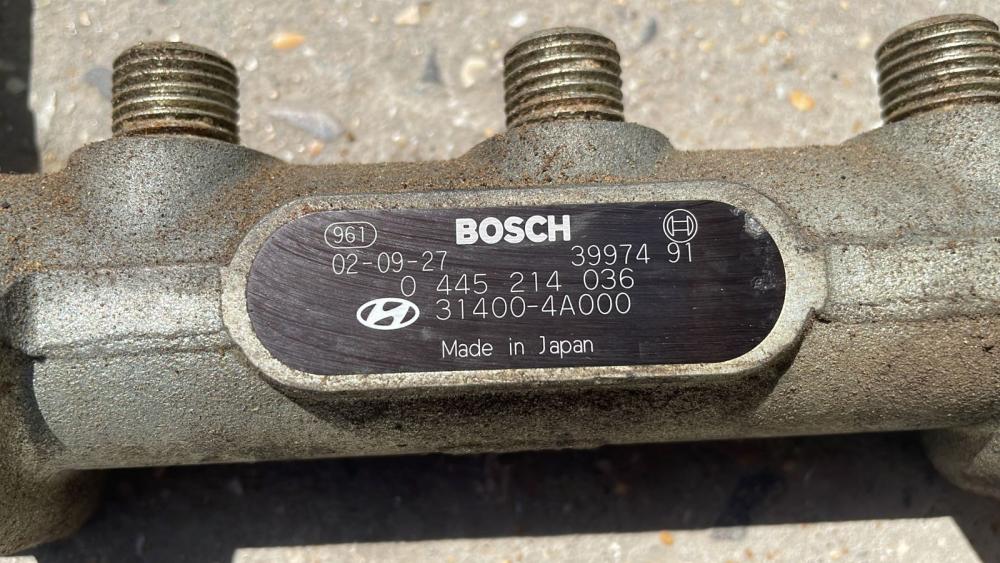 961 BOSCH
02-09-27 39974 91
0 445 214 036
31400-4A000
Made in Japan